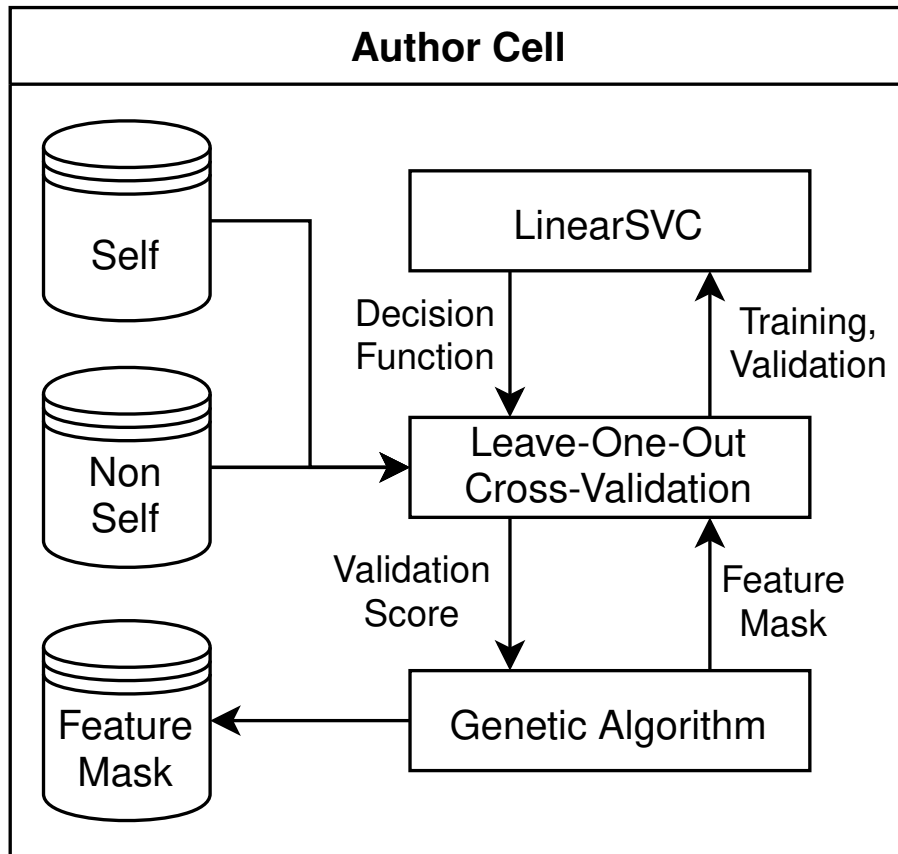 Author Cell
Self
LinearSVC
Decision
Function
Training,
Validation
Non
Self
Leave-One-Out
Cross-Validation
Validation
Score
Feature
Mask
Feature
Mask
Genetic Algorithm